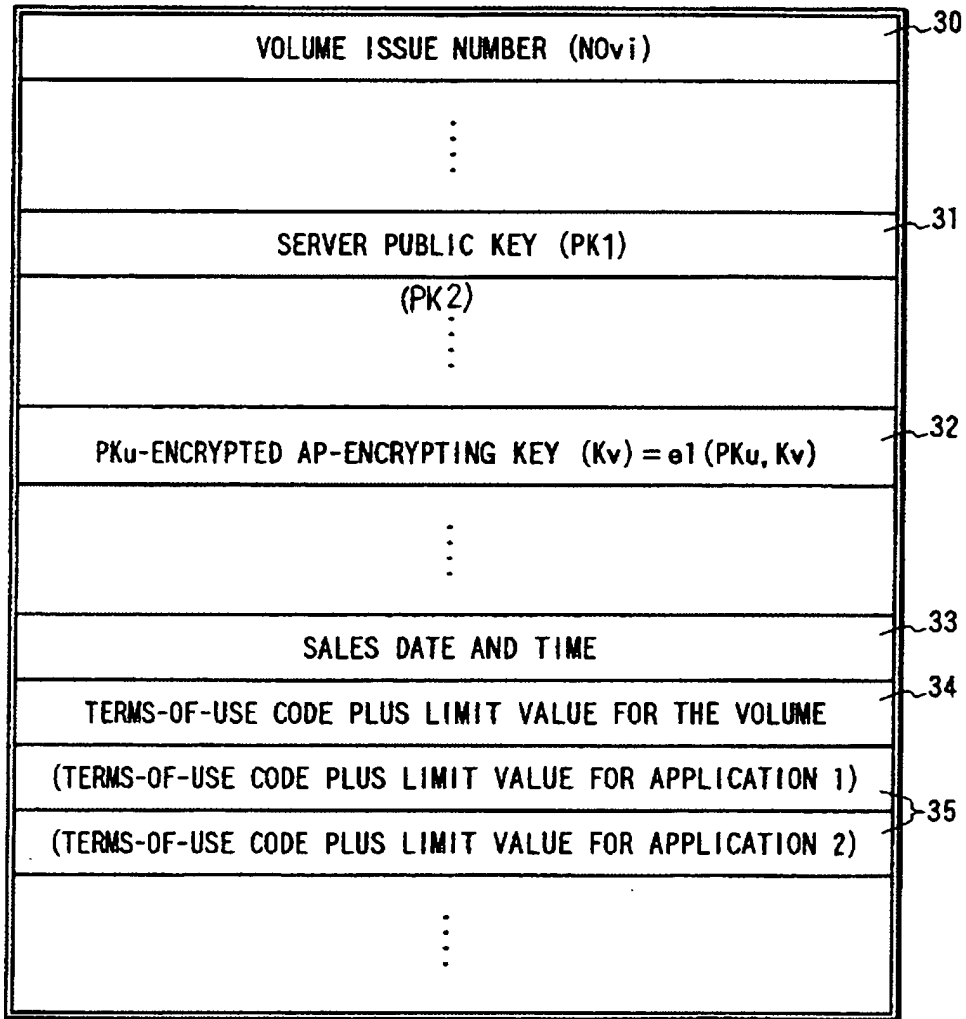 VOLUME ISSUE NUMBER (NOvi)
30
SERVER PUBLIC KEY (PK1)
31
(PK2)
PKu-ENCRYPTED AP-ENCRYPTING KEY (Kv) = e1 (PKu, Kv)
32
SALES DATE AND TIME
33
TERMS-OF-USE CODE PLUS LIMIT VALUE FOR THE VOLUME
34
(TERMS-OF-USE CODE PLUS LIMIT VALUE FOR APPLICATION 1)
35
(TERMS-OF-USE CODE PLUS LIMIT VALUE FOR APPLICATION 2)